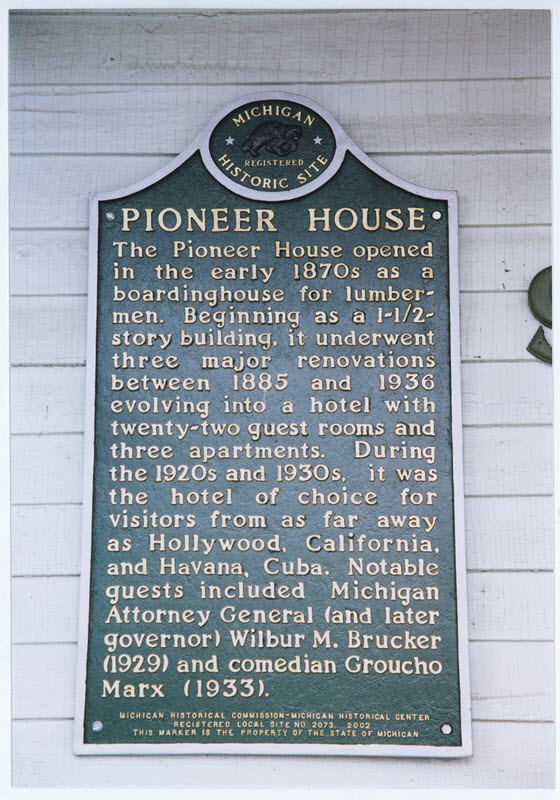 MICHIGAN
REGISTERED
HISTORIC SITE
PIONEER HOUSE
The Pioneer House opened
in the early 1870s as a
boardinghouse for lumber-
men. Beginning as a 1-1/2-
story building, it underwent
three major renovations
between 1885 and 1936
evolving into a hotel with
twenty-two guest rooms and
three apartments. During
the 1920s and 1930s, it was
the hotel of choice for
visitors from as far away
as Hollywood, California,
and Havana, Cuba. Notable
guests included Michigan
Attorney General (and later
governor) Wilbur M. Brucker
(1929) and comedian Groucho
Marx (1933).
MICHIGAN HISTORICAL COMMISSION-MICHIGAN HISTORICAL CENTER
REGISTERED LOCAL SITE NO. 2073, 2002
THIS MARKER IS THE PROPERTY OF THE STATE OF MICHIGAN